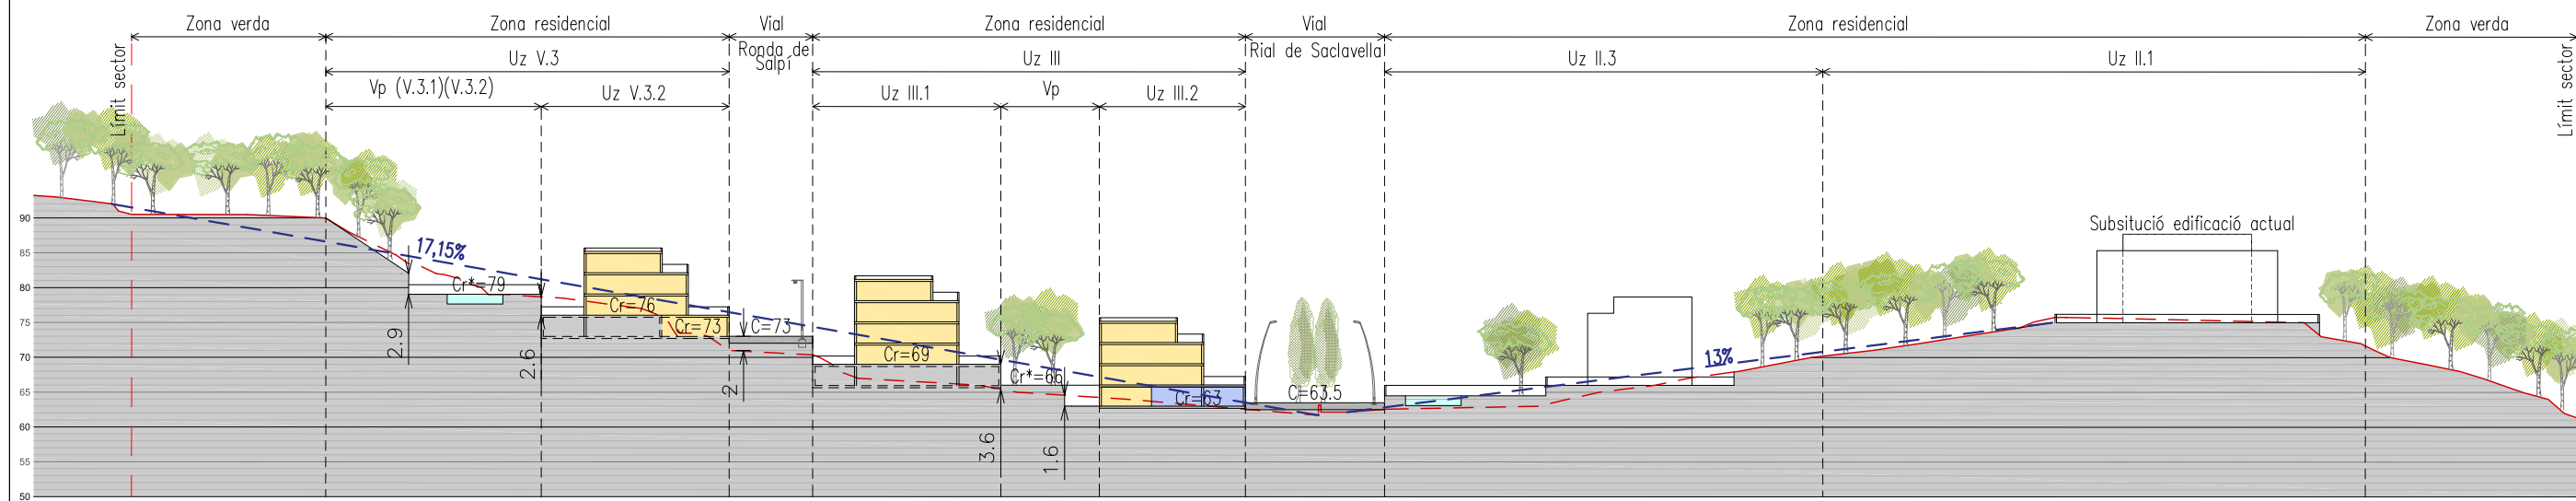 Zona verda
Zona residencial
Vial
Zona residencial
Vial
Zona residencial
Zona verda
Límit sector
Ronda de
Salpí
Rial de Saclavella
Límit sector
Uz V.3
Uz III
Uz II.3
Uz II.1
Vp (V.3.1)(V.3.2)
Uz V.3.2
Uz III.1
Vp
Uz III.2
90
85
80
75
70
65
60
55
50
17,15%
Cr*=79
2.9
2.6
Cr=76
Cr=73
C=73
2
Cr=69
Cr*=66
3.6
1.6
Cr=63
C=63.5
13%
Subsitució edificació actual